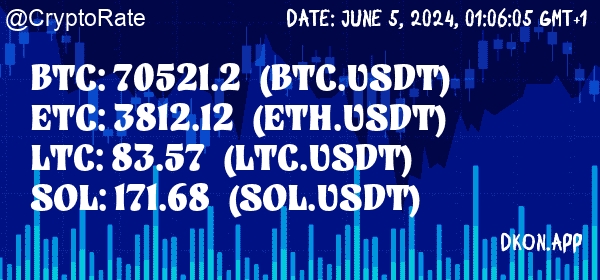 @CryptoRate
DATE: JUNE 5, 2024, 01:06:05 GMT+1
BTC: 70521.2 (BTC.USDT)
ETC: 3812.12 (ETH.USDT)
LTC: 83.57 (LTC.USDT)
SOL: 171.68 (SOL.USDT)
DKON.APP